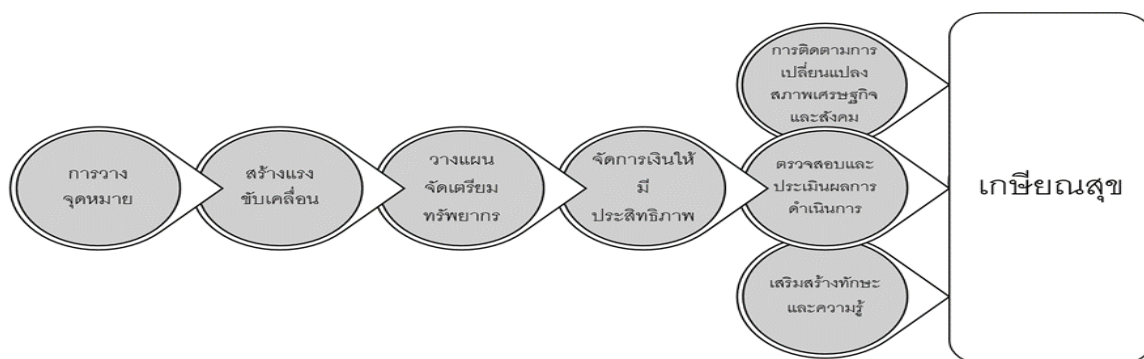 การวาง
จุดหมาย
สร้างแรง
ขับเคลื่อน
วางแผน
จัดเตรียม
ทรัพยากร
จัดการเงินให้
มี
ประสิทธิภาพ
การติดตามการ
เปลี่ยนแปลง
สภาพเศรษฐกิจ
และสังคม
ตรวจสอบและ
ประเมินผลการ
ดำเนินการ
เสริมสร้างทักษะ
และความรู้
เกษียณสุข